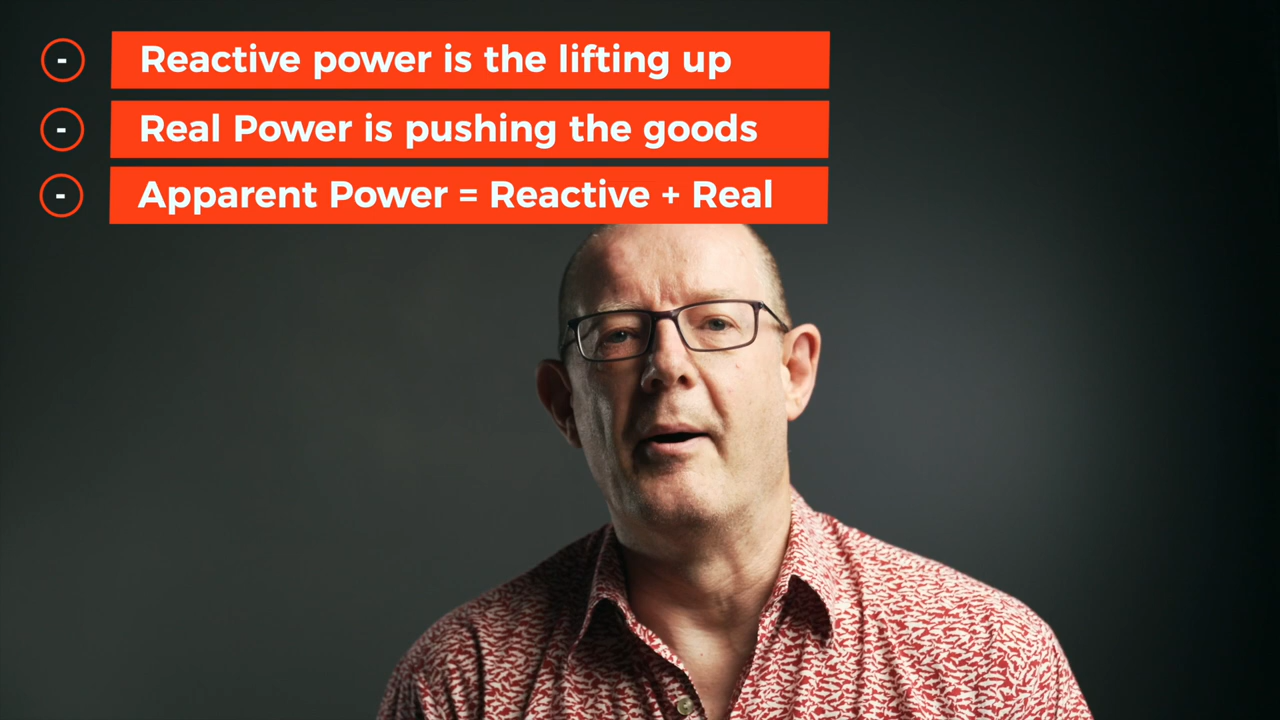 - Reactive power is the lifting up
- Real Power is pushing the goods
- Apparent Power = Reactive + Real